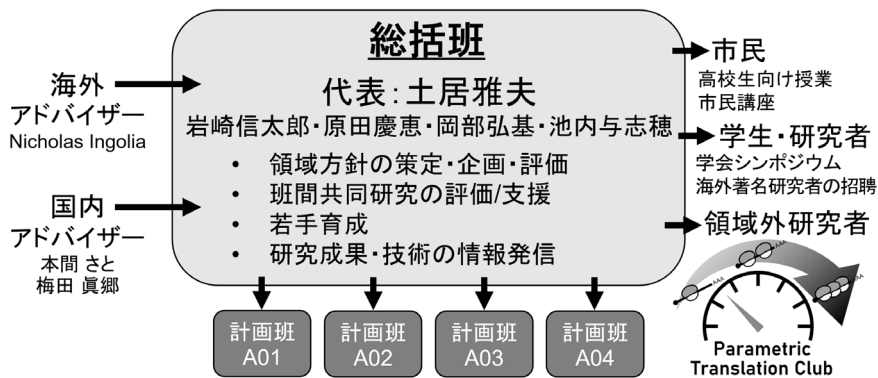 総括班
代表：土居雅夫
岩崎信太郎・原田慶恵・岡部弘基・池内与志穂
• 領域方針の策定・企画・評価
• 班間共同研究の評価/支援
• 若手育成
• 研究成果・技術の情報発信
海外
アドバイザー
Nicholas Ingolia
国内
アドバイザー
本間 さと
梅田 眞郷
市民
高校生向け授業
市民講座
学生・研究者
学会シンポジウム
海外著名研究者の招聘
領域外研究者
AAA
AAA
AAA
Parametric
Translation Club
計画班
A01
計画班
A02
計画班
A03
計画班
A04